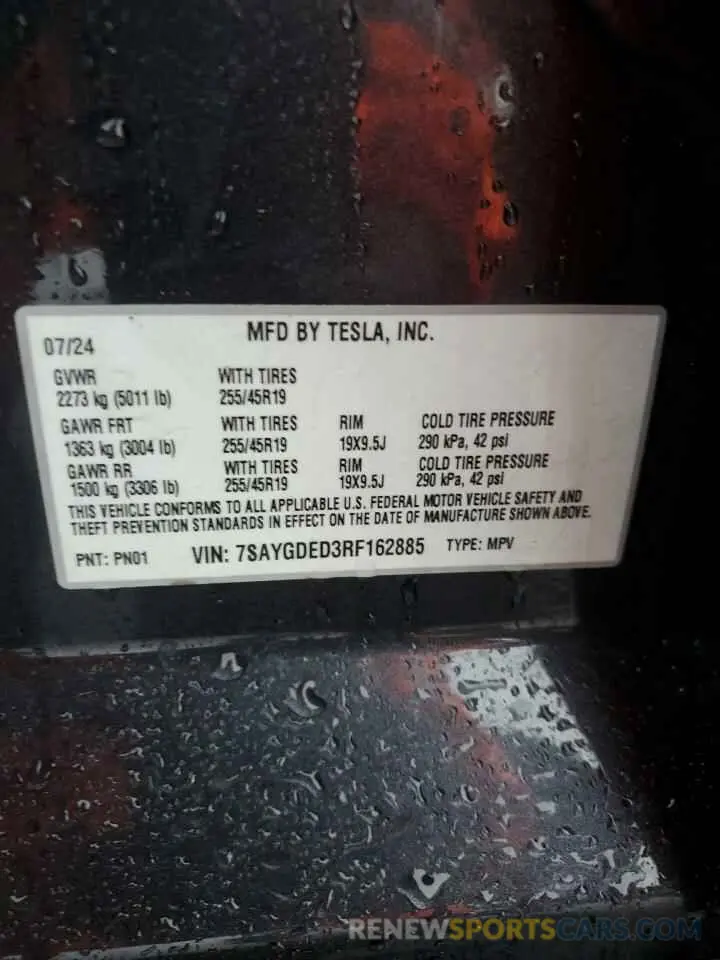 MFD BY TESLA, INC.
07/24
GVWR WITH TIRES
2273 kg (5011 lb) 255/45R19
GAWR FRT WITH TIRES RIM COLD TIRE PRESSURE
1363 kg (3004 lb) 255/45R19 19X9.5J 290 kPa, 42 psi
GAWR RR WITH TIRES RIM COLD TIRE PRESSURE
1500 kg (3306 lb) 255/45R19 19X9.5J 290 kPa, 42 psi
THIS VEHICLE CONFORMS TO ALL APPLICABLE U.S. FEDERAL MOTOR VEHICLE SAFETY AND
THEFT PREVENTION STANDARDS IN EFFECT ON THE DATE OF MANUFACTURE SHOWN ABOVE.
PNT: PN01 VIN: 7SAYGDED3RF162885 TYPE: MPV
RENEWSPORTSCARS.COM